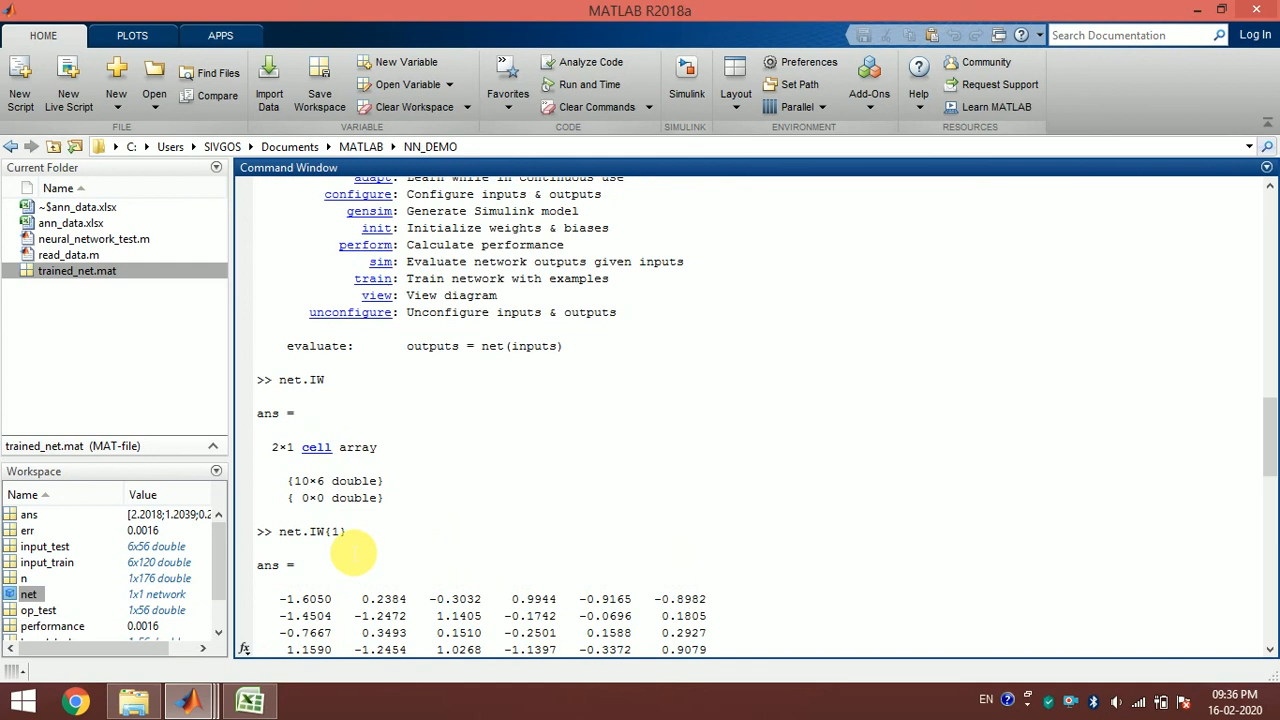 MATLAB R2018a
HOME PLOTS APPS
Search Documentation
Log In
New Script
New Live Script
New
Open
Find Files
Compare
Import Data
Save Workspace
New Variable
Open Variable
Clear Workspace
Favorites
Analyze Code
Run and Time
Clear Commands
Simulink
Layout
Preferences
Set Path
Parallel
Add-Ons
Help
Community
Request Support
Learn MATLAB
FILE VARIABLE CODE SIMULINK ENVIRONMENT RESOURCES
C: Users SIVGOS Documents MATLAB NN_DEMO
Current Folder
Name
~$ann_data.xlsx
ann_data.xlsx
neural_network_test.m
read_data.m
trained_net.mat
trained_net.mat (MAT-file)
Workspace
Name Value
ans [2.2018;1.2039;0.2
err 0.0016
input_test 6x56 double
input_train 6x120 double
n 1x176 double
net 1x1 network
op_test 1x56 double
performance 0.0016
Command Window
adapt: Learn while in continuous use
configure: Configure inputs & outputs
gensim: Generate Simulink model
init: Initialize weights & biases
perform: Calculate performance
sim: Evaluate network outputs given inputs
train: Train network with examples
view: View diagram
unconfigure: Unconfigure inputs & outputs
evaluate: outputs = net(inputs)
>> net.IW
ans =
2×1 cell array
{10×6 double}
{ 0×0 double}
>> net.IW{1}
ans =
-1.6050 0.2384 -0.3032 0.9944 -0.9165 -0.8982
-1.4504 -1.2472 1.1405 -0.1742 -0.0696 0.1805
-0.7667 0.3493 0.1510 -0.2501 0.1588 0.2927
1.1590 -1.2454 1.0268 -1.1397 -0.3372 0.9079
fx
EN
09:36 PM
16-02-2020